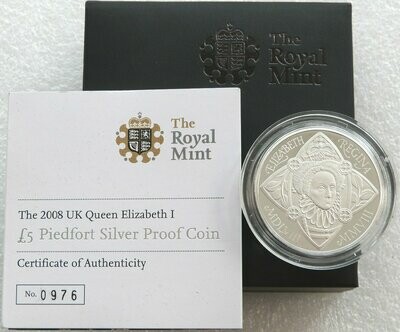 The
Royal
Mint
The
Royal
Mint
The 2008 UK Queen Elizabeth I
£5 Piedfort Silver Proof Coin
Certificate of Authenticity
No. 0976
ELIZABETH REGINA